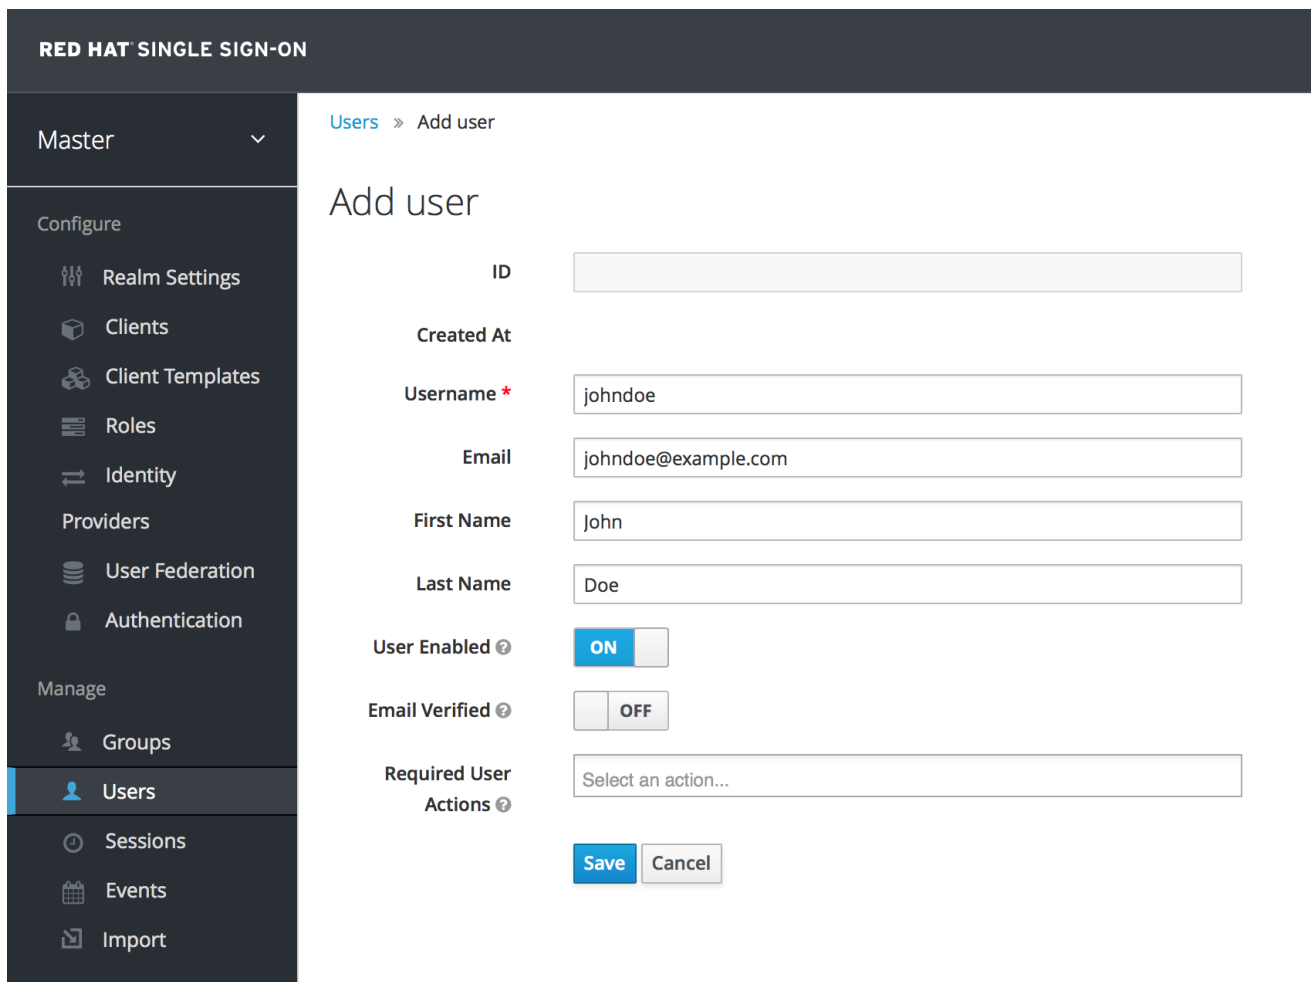 RED HAT® SINGLE SIGN-ON
Master
Users » Add user
Add user
Configure
Realm Settings
Clients
Client Templates
Roles
Identity
Providers
User Federation
Authentication
Manage
Groups
Users
Sessions
Events
Import
ID
Created At
Username * johndoe
Email johndoe@example.com
First Name John
Last Name Doe
User Enabled ? ON
Email Verified ? OFF
Required User Select an action...
Actions ?
Save Cancel